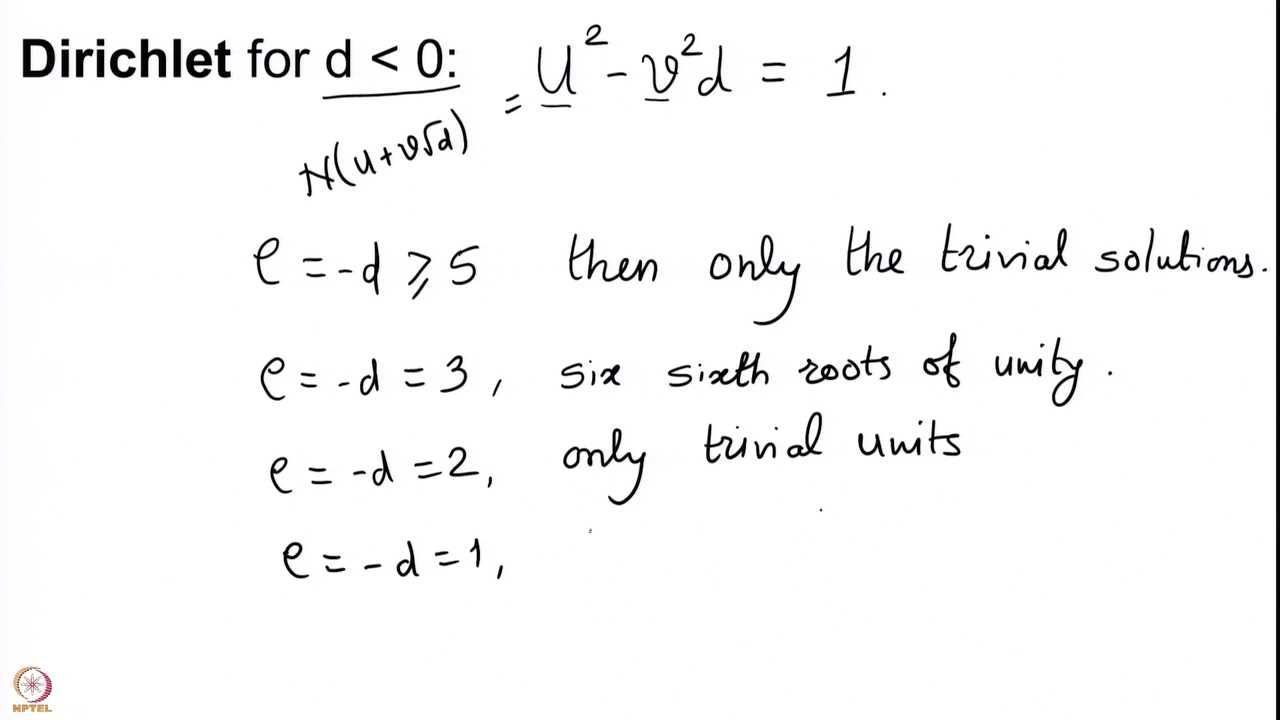 Dirichlet for d < 0: = u² - v²d = 1.
N(u+v√d)
e = -d ⩾ 5 then only the trivial solutions.
e = -d = 3, six sixth roots of unity.
e = -d = 2, only trivial units
e = -d = 1,
NPTEL